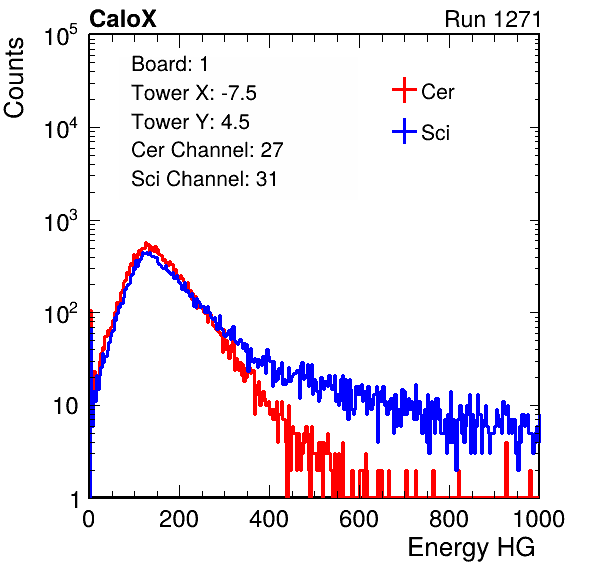 CaloX
Run 1271
Counts
10^5
10^4
10^3
10^2
10
1
Board: 1
Tower X: -7.5
Tower Y: 4.5
Cer Channel: 27
Sci Channel: 31
Cer
Sci
0 200 400 600 800 1000
Energy HG